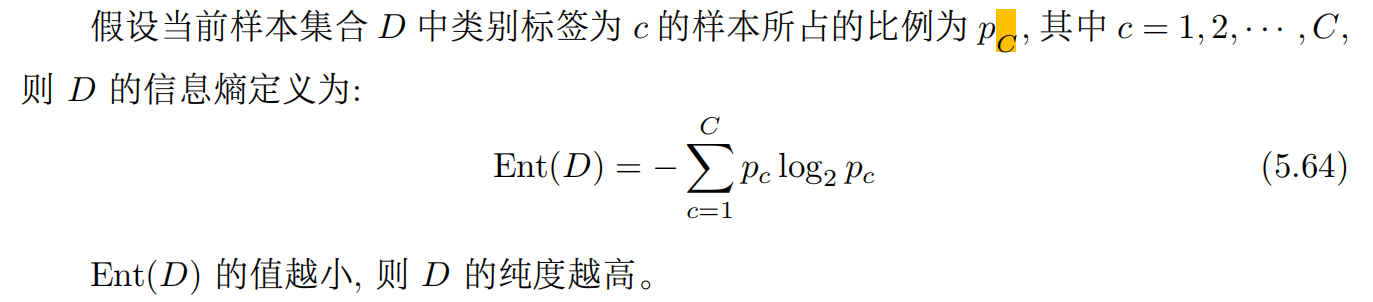 假设当前样本集合 D 中类别标签为 c 的样本所占的比例为 p_C, 其中 c = 1, 2, ⋯ , C,
则 D 的信息熵定义为:
Ent(D) = − ∑_{c=1}^{C} p_c log_2 p_c (5.64)
Ent(D) 的值越小, 则 D 的纯度越高。